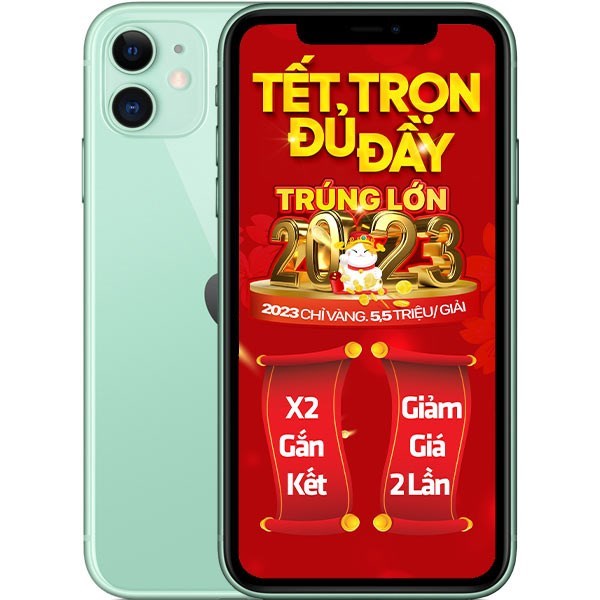 TẾT, TRỌN
ĐỦ ĐẦY
TRÚNG LỚN
2023
2023 CHỈ VÀNG. 5,5 TRIỆU/ GIẢI
X2
Gắn
Kết
Giảm
Giá
2 Lần